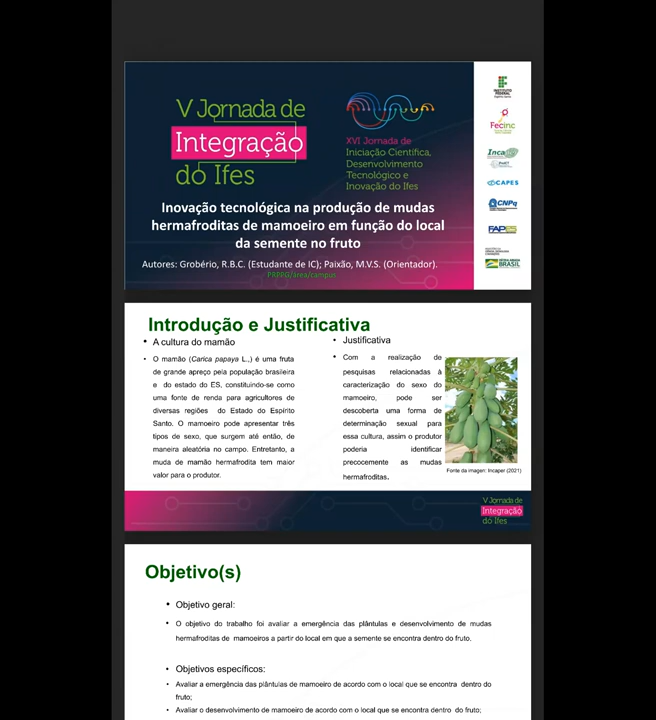 V Jornada de
Integração
do Ifes
XVI Jornada de
Iniciação Científica,
Desenvolvimento
Tecnológico e
Inovação do Ifes
INSTITUTO
FEDERAL
Fecinc
Incaper
CAPES
CNPq
FAPES
BRASIL
Inovação tecnológica na produção de mudas
hermafroditas de mamoeiro em função do local
da semente no fruto
Autores: Grobério, R.B.C. (Estudante de IC); Paixão, M.V.S. (Orientador).
PRPPG/área/campus
Introdução e Justificativa
• A cultura do mamão
• O mamão (Carica papaya L.,) é uma fruta
de grande apreço pela população brasileira
e do estado do ES, constituindo-se como
uma fonte de renda para agricultores de
diversas regiões do Estado do Espírito
Santo. O mamoeiro pode apresentar três
tipos de sexo, que surgem até então, de
maneira aleatória no campo. Entretanto, a
muda de mamão hermafrodita tem maior
valor para o produtor.
• Justificativa
• Com a realização de
pesquisas relacionadas à
caracterização do sexo do
mamoeiro, pode ser
descoberta uma forma de
determinação sexual para
essa cultura, assim o produtor
poderia identificar
precocemente as mudas
hermafroditas.
Fonte da imagen: Incaper (2021)
V Jornada de
Integração
do Ifes
Objetivo(s)
• Objetivo geral:
• O objetivo do trabalho foi avaliar a emergência das plântulas e desenvolvimento de mudas
hermafroditas de mamoeiros a partir do local em que a semente se encontra dentro do fruto.
• Objetivos específicos:
• Avaliar a emergência das plântulas de mamoeiro de acordo com o local que se encontra dentro do
fruto;
• Avaliar o desenvolvimento de mamoeiro de acordo com o local que se encontra dentro do fruto;